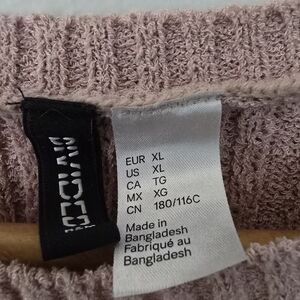 DIVIDED
EUR XL
US XL
CA TG
MX XG
CN 180/116C
Made in
Bangladesh
Fabriqué au
Bangladesh